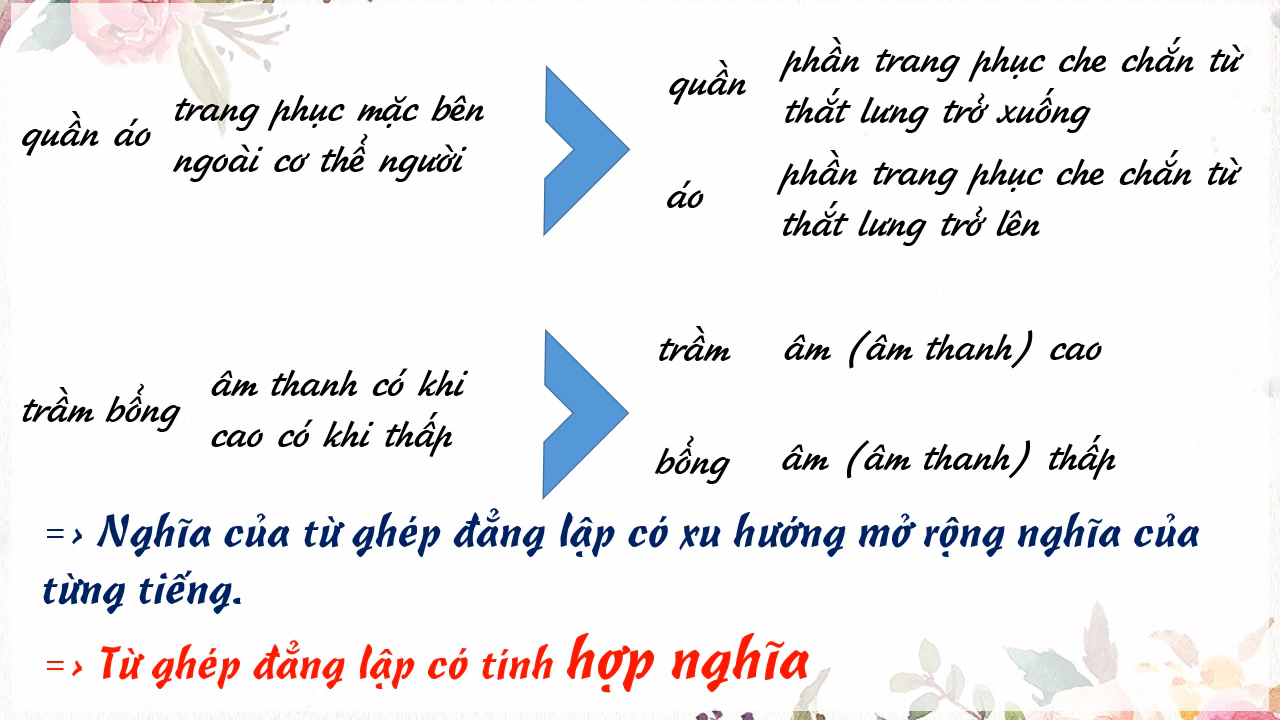 quần áo
trang phục mặc bên
ngoài cơ thể người
quần
phần trang phục che chắn từ
thắt lưng trở xuống
áo
phần trang phục che chắn từ
thắt lưng trở lên
trầm bổng
âm thanh có khi
cao có khi thấp
trầm
âm (âm thanh) cao
bổng
âm (âm thanh) thấp
=> Nghĩa của từ ghép đẳng lập có xu hướng mở rộng nghĩa của
từng tiếng.
=> Từ ghép đẳng lập có tính hợp nghĩa